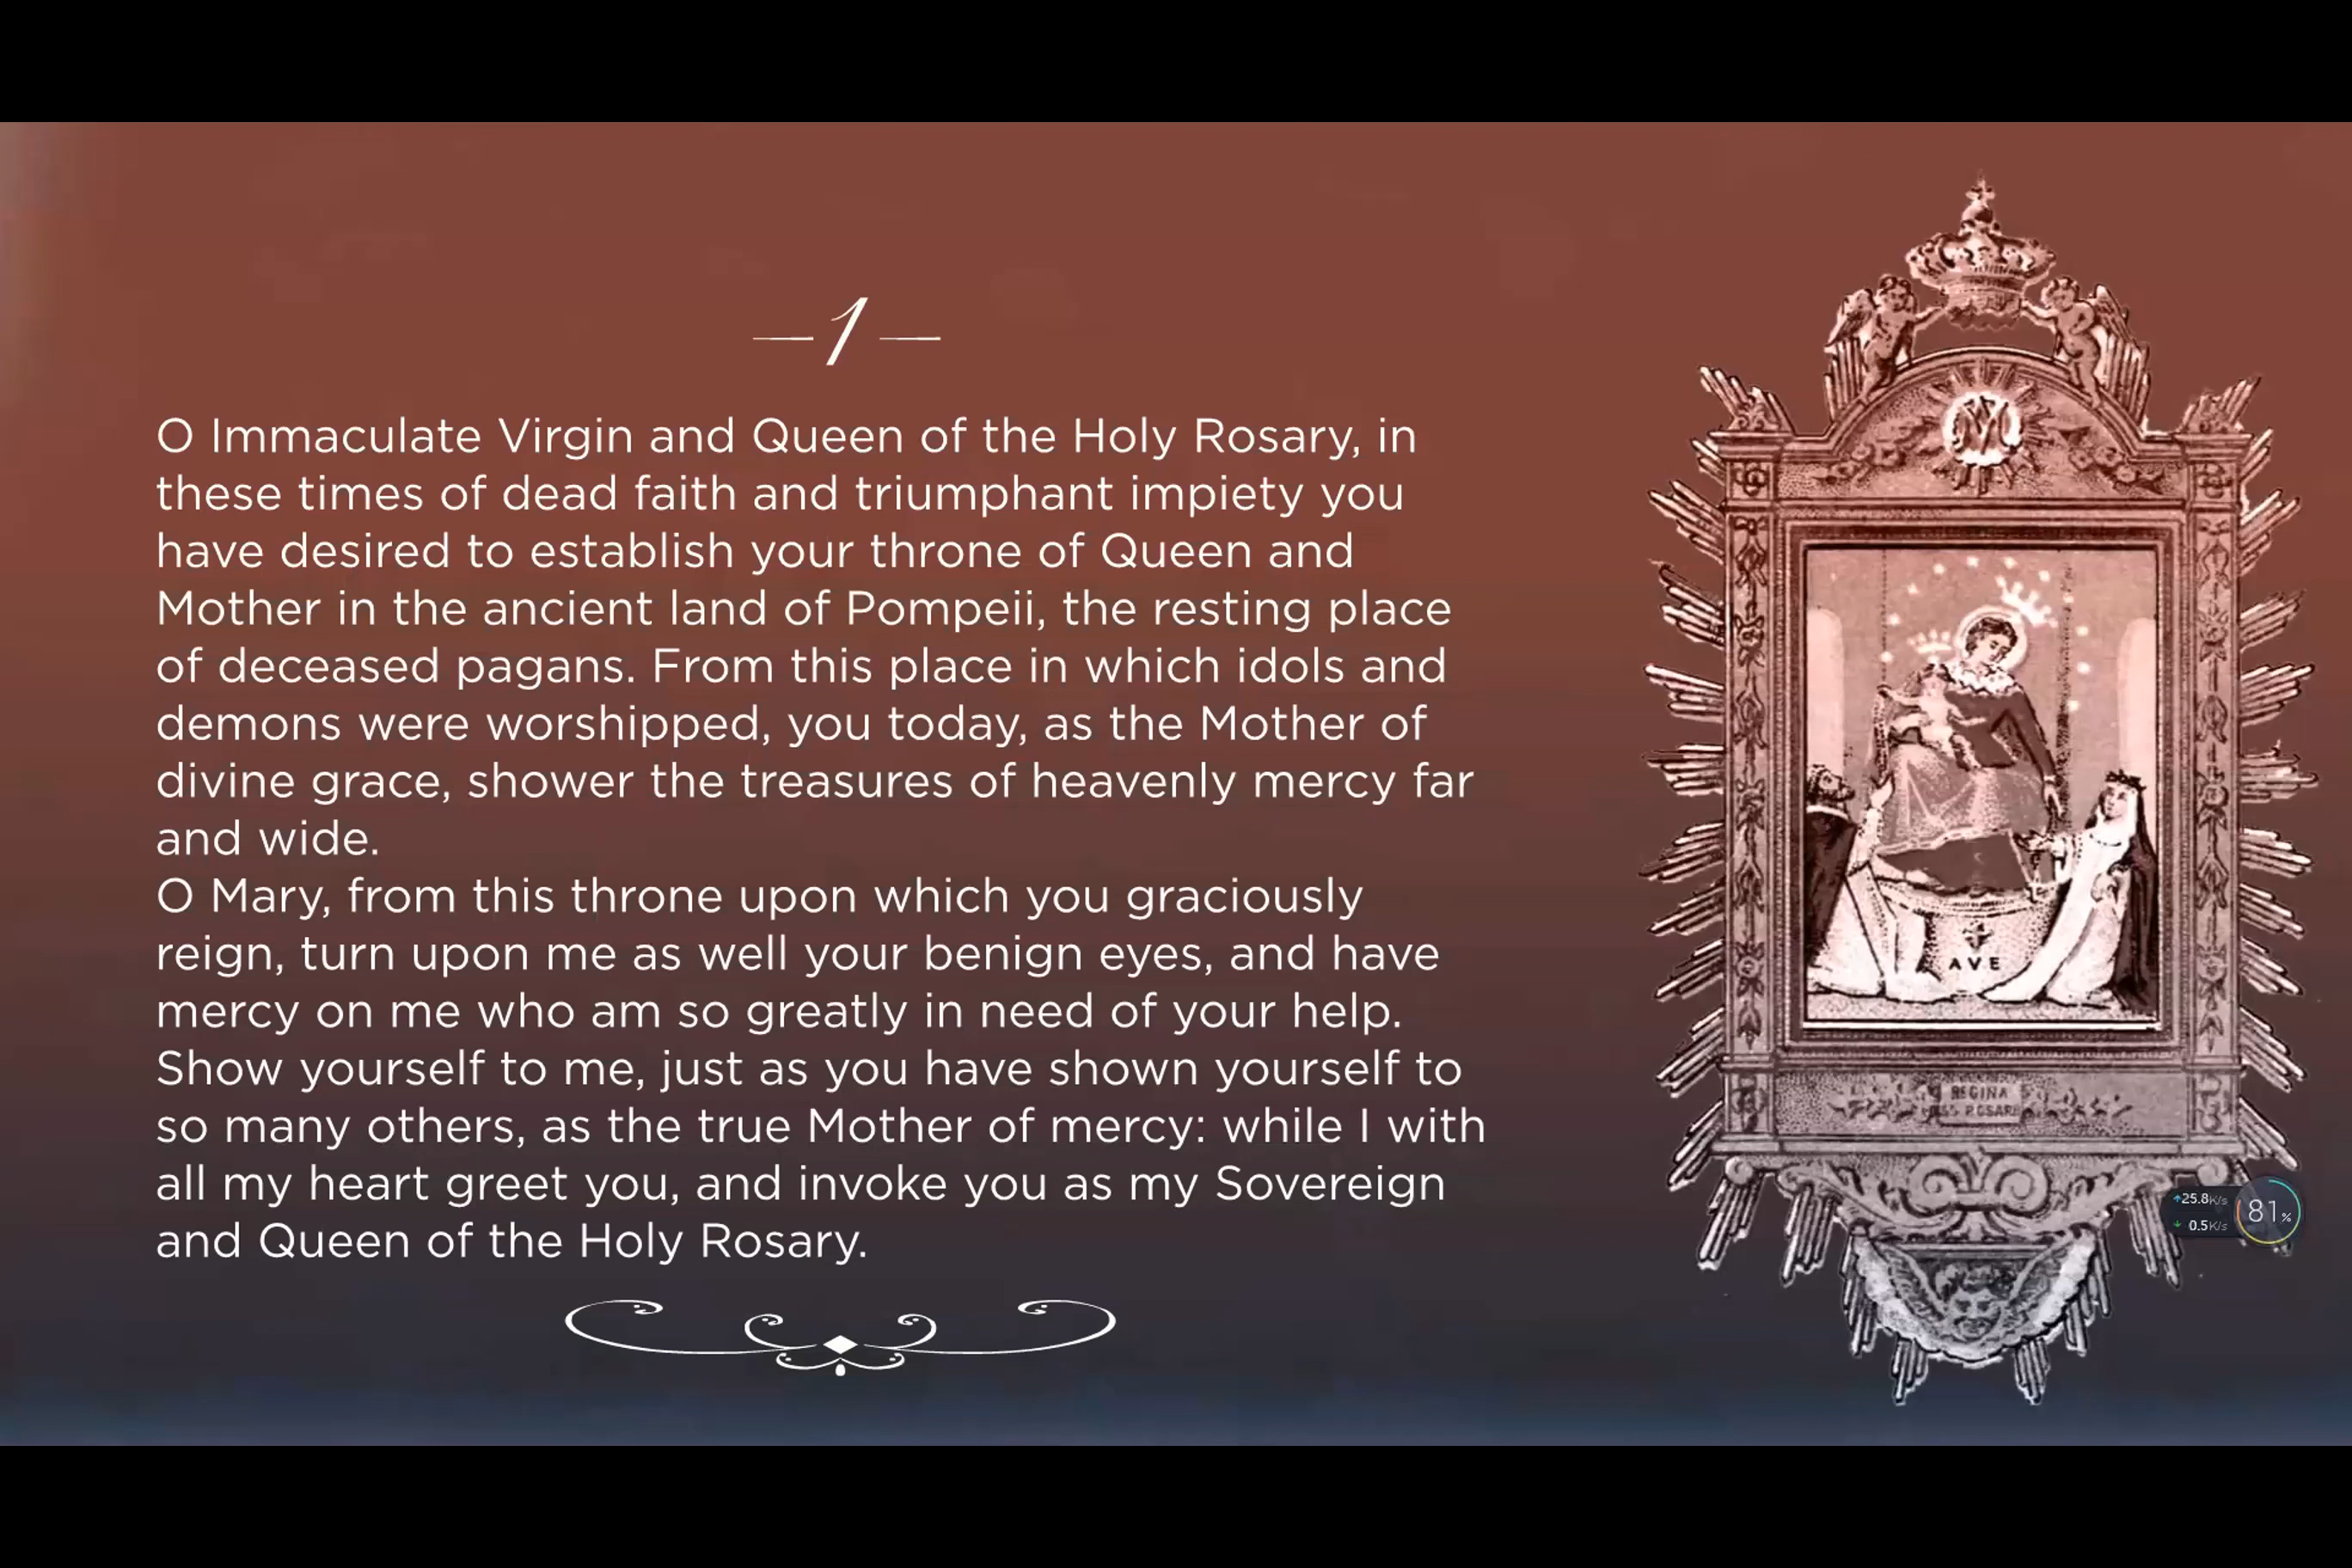 1
O Immaculate Virgin and Queen of the Holy Rosary, in
these times of dead faith and triumphant impiety you
have desired to establish your throne of Queen and
Mother in the ancient land of Pompeii, the resting place
of deceased pagans. From this place in which idols and
demons were worshipped, you today, as the Mother of
divine grace, shower the treasures of heavenly mercy far
and wide.
O Mary, from this throne upon which you graciously
reign, turn upon me as well your benign eyes, and have
mercy on me who am so greatly in need of your help.
Show yourself to me, just as you have shown yourself to
so many others, as the true Mother of mercy: while I with
all my heart greet you, and invoke you as my Sovereign
and Queen of the Holy Rosary.
AVE
REGINA
25.8K/s
0.5K/s
81%